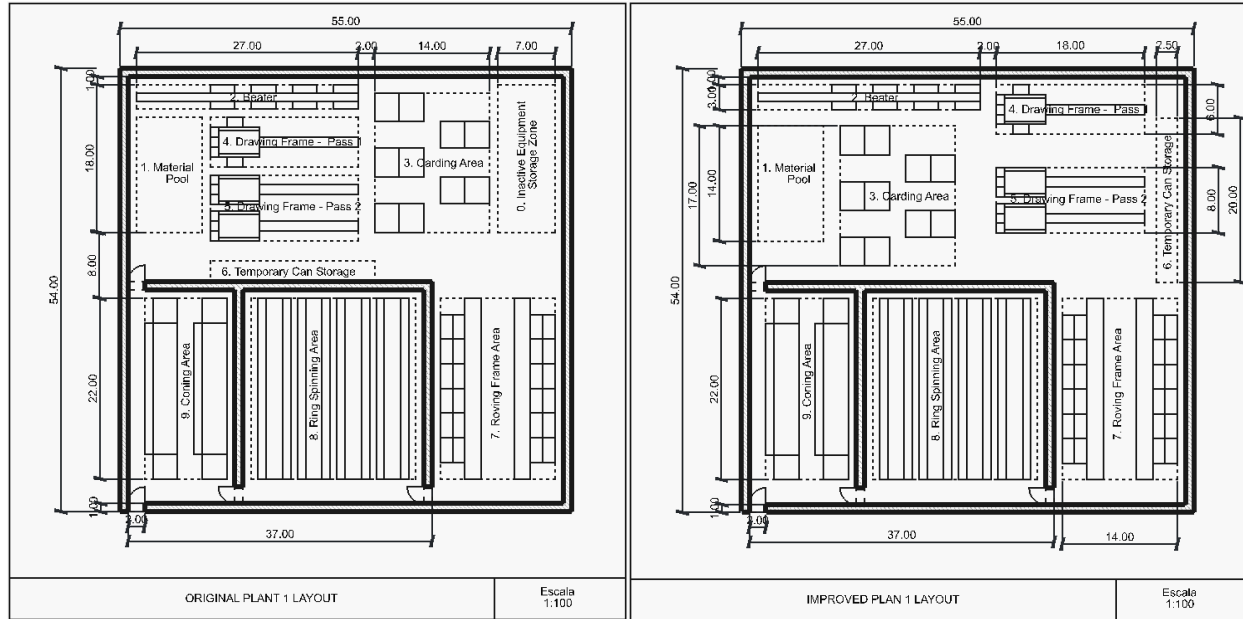 55.00
27.00
2.00
14.00
7.00
1.00
2. Beater
4. Drawing Frame - Pass 1
18.00
1. Material
Pool
3. Carding Area
0. Inactive Equipment
Storage Zone
5. Drawing Frame - Pass 2
8.00
6. Temporary Can Storage
54.00
22.00
9. Coning Area
8. Ring Spinning Area
7. Roving Frame Area
1.00
2.00
37.00
ORIGINAL PLANT 1 LAYOUT
Escala
1:100
55.00
27.00
2.00
18.00
2.50
3.00
2. Beater
4. Drawing Frame - Pass 1
6.00
17.00
14.00
1. Material
Pool
3. Carding Area
5. Drawing Frame - Pass 2
6. Temporary Can Storage
8.00
20.00
54.00
22.00
9. Coning Area
8. Ring Spinning Area
7. Roving Frame Area
1.00
2.00
37.00
14.00
IMPROVED PLAN 1 LAYOUT
Escala
1:100